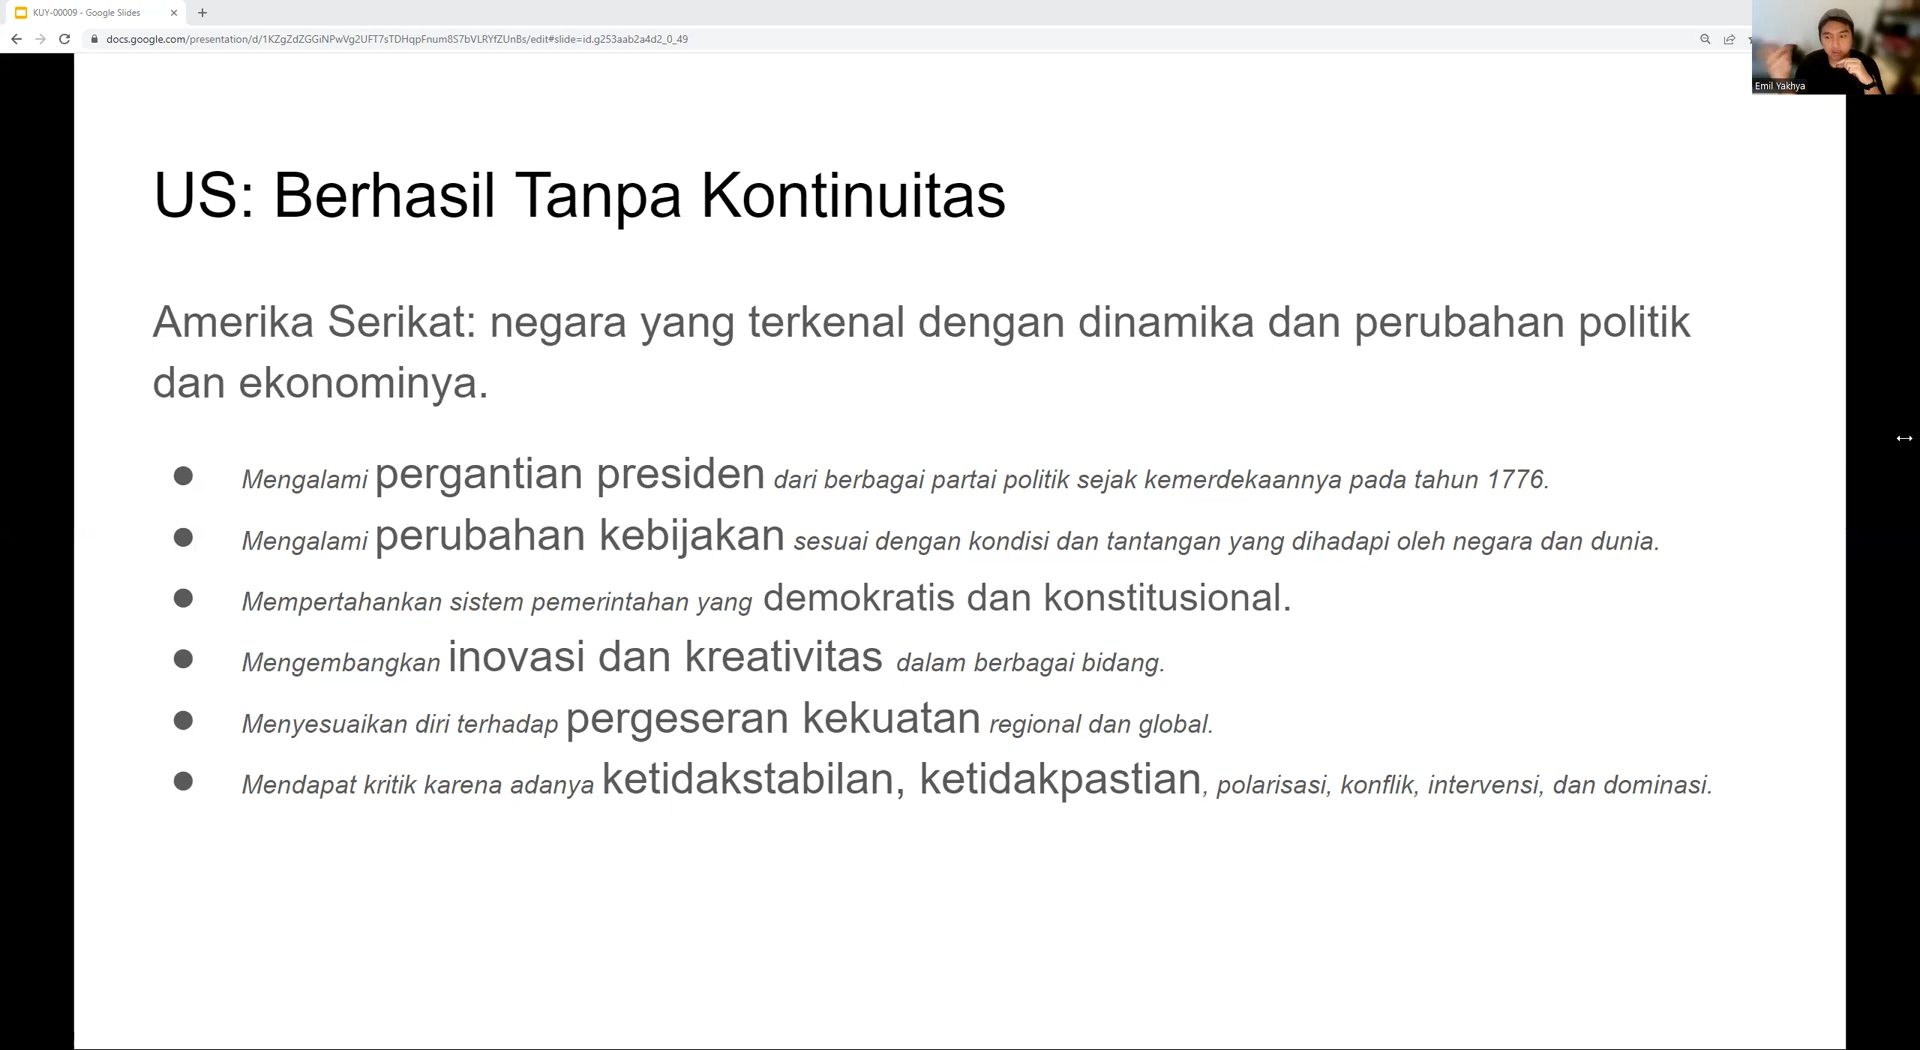 KUY-00009 - Google Slides
docs.google.com/presentation/d/1KZgZdZGGiNPwVg2UFT7sTDHqpFnum8S7bVLRYfZUnBs/edit#slide=id.g253aab2a4d2_0_49
Emil Yakhya
US: Berhasil Tanpa Kontinuitas
Amerika Serikat: negara yang terkenal dengan dinamika dan perubahan politik
dan ekonominya.
● Mengalami pergantian presiden dari berbagai partai politik sejak kemerdekaannya pada tahun 1776.
● Mengalami perubahan kebijakan sesuai dengan kondisi dan tantangan yang dihadapi oleh negara dan dunia.
● Mempertahankan sistem pemerintahan yang demokratis dan konstitusional.
● Mengembangkan inovasi dan kreativitas dalam berbagai bidang.
● Menyesuaikan diri terhadap pergeseran kekuatan regional dan global.
● Mendapat kritik karena adanya ketidakstabilan, ketidakpastian, polarisasi, konflik, intervensi, dan dominasi.